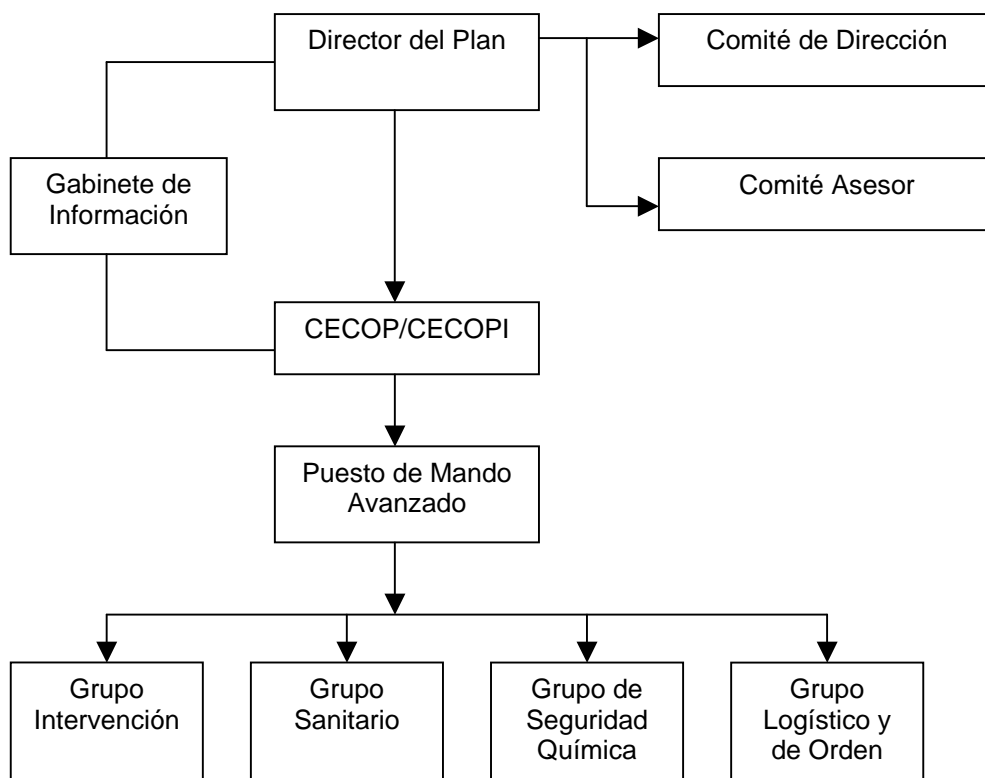 Director del Plan
Comité de Dirección
Gabinete de
Información
Comité Asesor
CECOP/CECOPI
Puesto de Mando
Avanzado
Grupo
Intervención
Grupo
Sanitario
Grupo de
Seguridad
Química
Grupo
Logístico y
de Orden